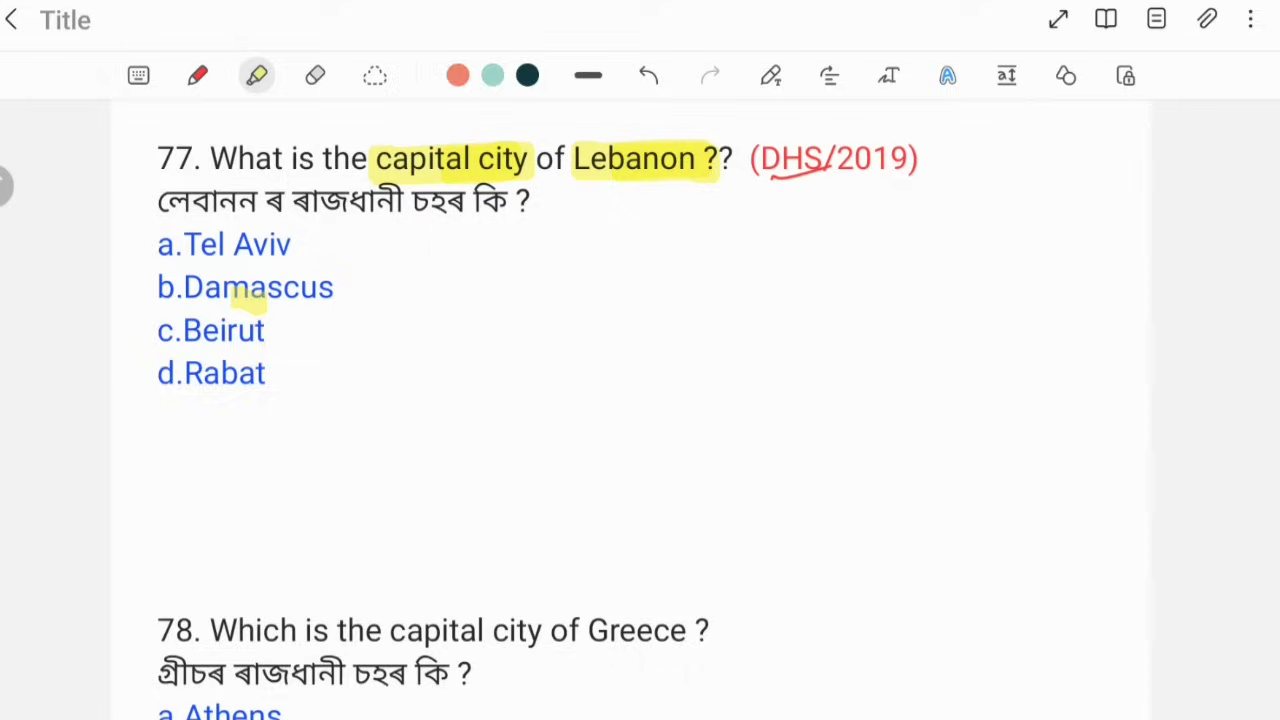 Title
77. What is the capital city of Lebanon ?? (DHS/2019)
লেবানন ৰ ৰাজধানী চহৰ কি ?
a.Tel Aviv
b.Damascus
c.Beirut
d.Rabat
78. Which is the capital city of Greece ?
গ্ৰীচৰ ৰাজধানী চহৰ কি ?
a.Athens